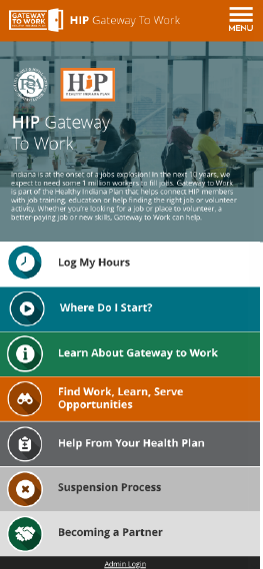 GATEWAY
TO WORK
HIP Gateway To Work
MENU
HIP
HEALTHY INDIANA PLAN
HIP Gateway
To Work
Indiana is at the onset of a jobs explosion! In the next 10 years, we
expect to need some 1 million workers to fill jobs. Gateway to Work
is part of the Healthy Indiana Plan that helps connect HIP members
with job training, education or help finding the right job or volunteer
activity. Whether you're looking for a job or place to volunteer, a
better-paying job or new skills, Gateway to Work can help.
Log My Hours
Where Do I Start?
Learn About Gateway to Work
Find Work, Learn, Serve
Opportunities
Help From Your Health Plan
Suspension Process
Becoming a Partner
Admin Login